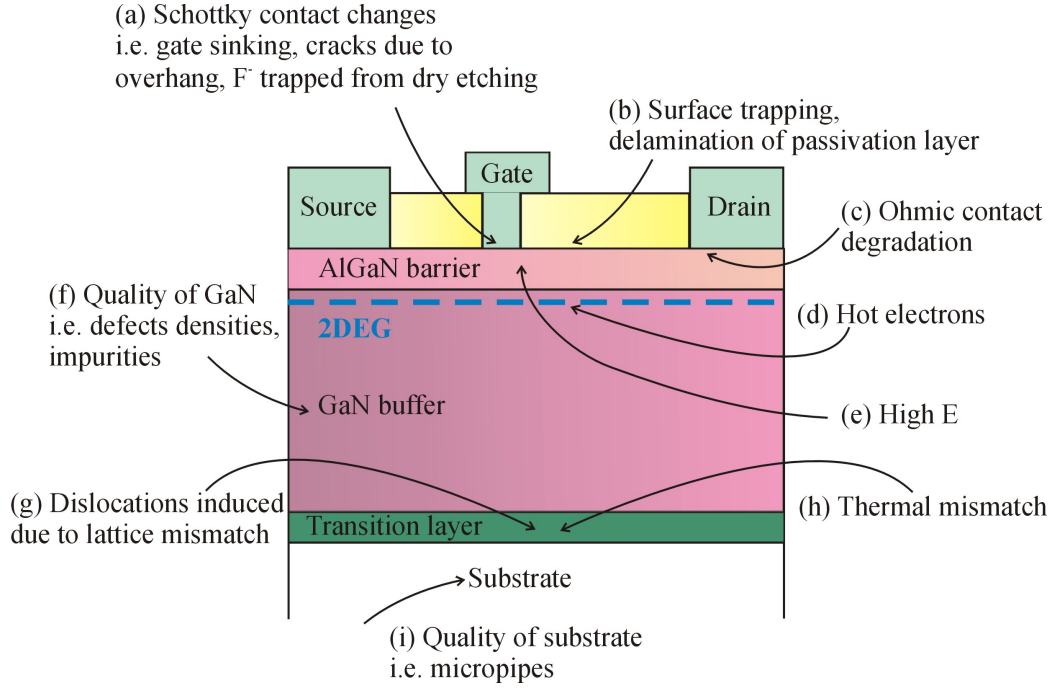 (a) Schottky contact changes
i.e. gate sinking, cracks due to
overhang, F⁻ trapped from dry etching
(b) Surface trapping,
delamination of passivation layer
Gate
Source
Drain
(c) Ohmic contact
degradation
AlGaN barrier
(f) Quality of GaN
i.e. defects densities,
impurities
2DEG
(d) Hot electrons
GaN buffer
(e) High E
(g) Dislocations induced
due to lattice mismatch
(h) Thermal mismatch
Transition layer
Substrate
(i) Quality of substrate
i.e. micropipes